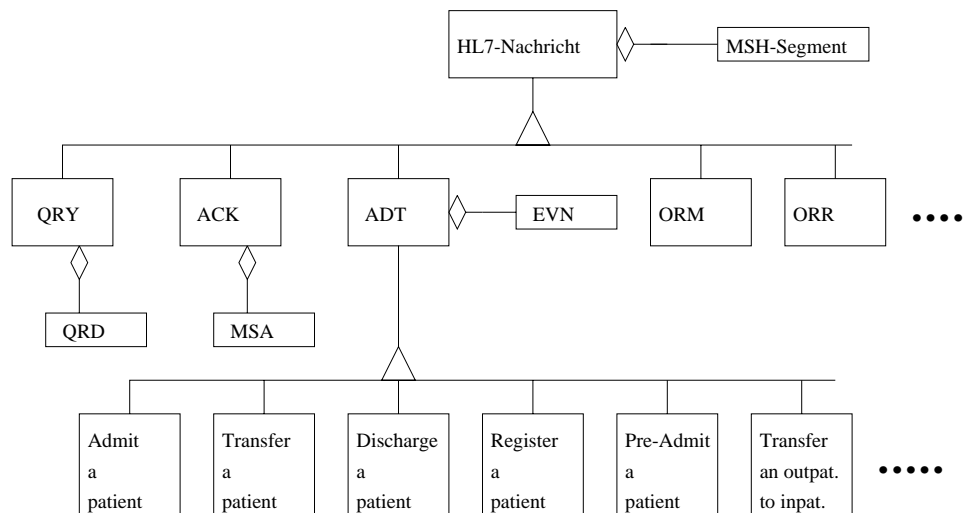 HL7-Nachricht
MSH-Segment
QRY
ACK
ADT
EVN
ORM
ORR
QRD
MSA
Admit
a
patient
Transfer
a
patient
Discharge
a
patient
Register
a
patient
Pre-Admit
a
patient
Transfer
an outpat.
to inpat.